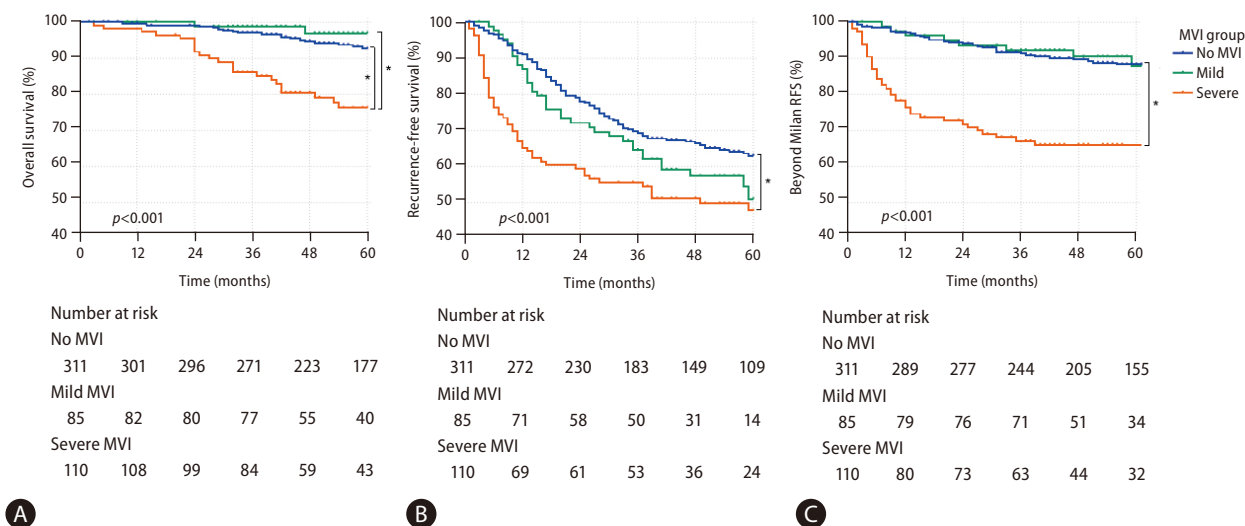 100
90
80
70
60
50
40
Overall survival (%)
p<0.001
*
*
0 12 24 36 48 60
Time (months)
Number at risk
No MVI
311 301 296 271 223 177
Mild MVI
85 82 80 77 55 40
Severe MVI
110 108 99 84 59 43
A
100
90
80
70
60
50
40
Recurrence-free survival (%)
p<0.001
*
0 12 24 36 48 60
Time (months)
Number at risk
No MVI
311 272 230 183 149 109
Mild MVI
85 71 58 50 31 14
Severe MVI
110 69 61 53 36 24
B
100
90
80
70
60
50
40
Beyond Milan RFS (%)
p<0.001
*
0 12 24 36 48 60
Time (months)
MVI group
No MVI
Mild
Severe
Number at risk
No MVI
311 289 277 244 205 155
Mild MVI
85 79 76 71 51 34
Severe MVI
110 80 73 63 44 32
C